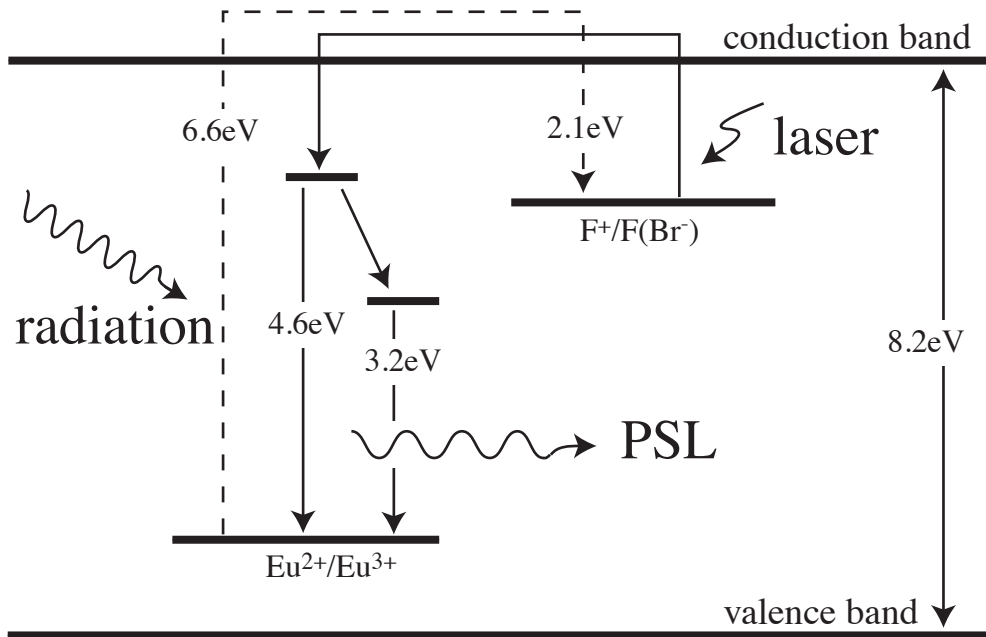 conduction band
6.6eV
2.1eV
laser
F⁺/F(Br⁻)
radiation
4.6eV
3.2eV
8.2eV
PSL
Eu²⁺/Eu³⁺
valence band